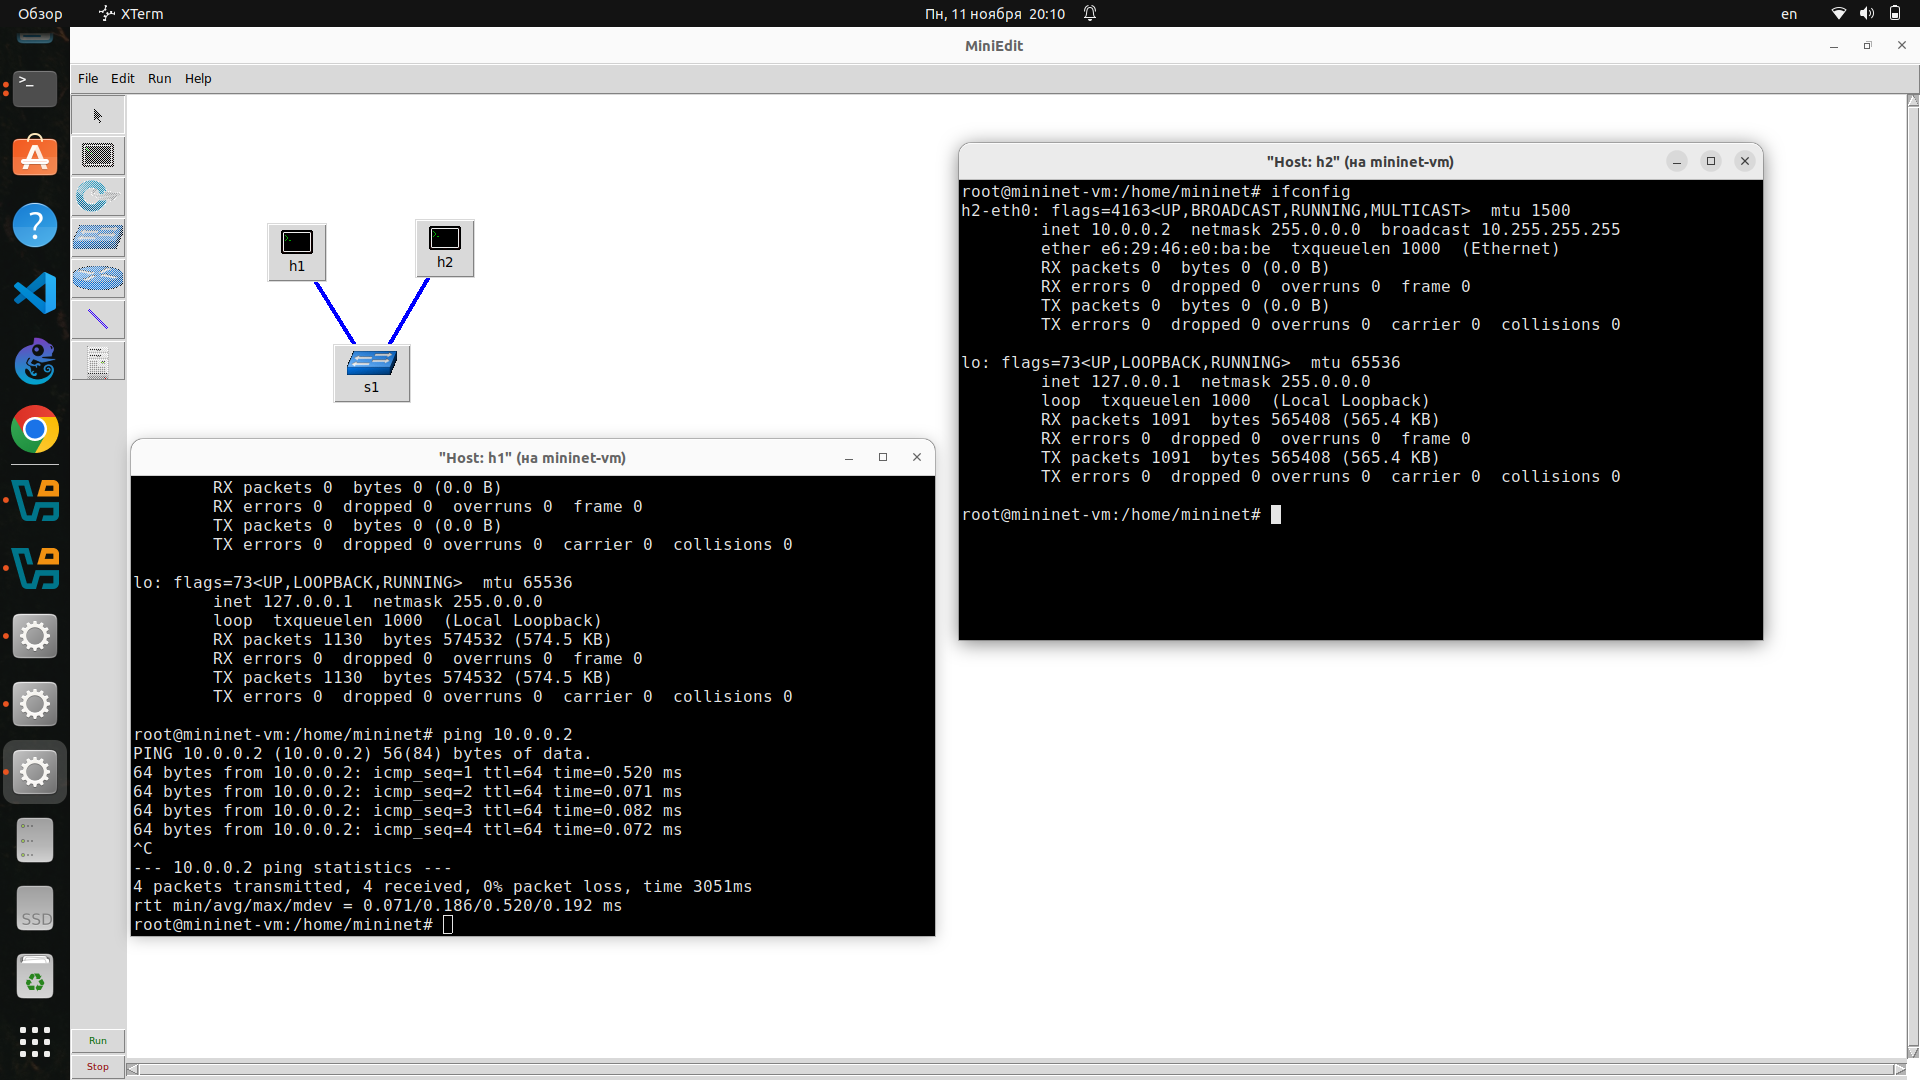 Обзор
XTerm
Пн, 11 ноября  20:10
en
MiniEdit
File
Edit
Run
Help
h1
h2
s1
"Host: h2" (на mininet-vm)
root@mininet-vm:/home/mininet# ifconfig
h2-eth0: flags=4163<UP,BROADCAST,RUNNING,MULTICAST>  mtu 1500
        inet 10.0.0.2  netmask 255.0.0.0  broadcast 10.255.255.255
        ether e6:29:46:e0:ba:be  txqueuelen 1000  (Ethernet)
        RX packets 0  bytes 0 (0.0 B)
        RX errors 0  dropped 0  overruns 0  frame 0
        TX packets 0  bytes 0 (0.0 B)
        TX errors 0  dropped 0 overruns 0  carrier 0  collisions 0
lo: flags=73<UP,LOOPBACK,RUNNING>  mtu 65536
        inet 127.0.0.1  netmask 255.0.0.0
        loop  txqueuelen 1000  (Local Loopback)
        RX packets 1091  bytes 565408 (565.4 KB)
        RX errors 0  dropped 0  overruns 0  frame 0
        TX packets 1091  bytes 565408 (565.4 KB)
        TX errors 0  dropped 0 overruns 0  carrier 0  collisions 0
root@mininet-vm:/home/mininet#
"Host: h1" (на mininet-vm)
        RX packets 0  bytes 0 (0.0 B)
        RX errors 0  dropped 0  overruns 0  frame 0
        TX packets 0  bytes 0 (0.0 B)
        TX errors 0  dropped 0 overruns 0  carrier 0  collisions 0
lo: flags=73<UP,LOOPBACK,RUNNING>  mtu 65536
        inet 127.0.0.1  netmask 255.0.0.0
        loop  txqueuelen 1000  (Local Loopback)
        RX packets 1130  bytes 574532 (574.5 KB)
        RX errors 0  dropped 0  overruns 0  frame 0
        TX packets 1130  bytes 574532 (574.5 KB)
        TX errors 0  dropped 0 overruns 0  carrier 0  collisions 0
root@mininet-vm:/home/mininet# ping 10.0.0.2
PING 10.0.0.2 (10.0.0.2) 56(84) bytes of data.
64 bytes from 10.0.0.2: icmp_seq=1 ttl=64 time=0.520 ms
64 bytes from 10.0.0.2: icmp_seq=2 ttl=64 time=0.071 ms
64 bytes from 10.0.0.2: icmp_seq=3 ttl=64 time=0.082 ms
64 bytes from 10.0.0.2: icmp_seq=4 ttl=64 time=0.072 ms
^C
--- 10.0.0.2 ping statistics ---
4 packets transmitted, 4 received, 0% packet loss, time 3051ms
rtt min/avg/max/mdev = 0.071/0.186/0.520/0.192 ms
root@mininet-vm:/home/mininet#
SSD
Run
Stop